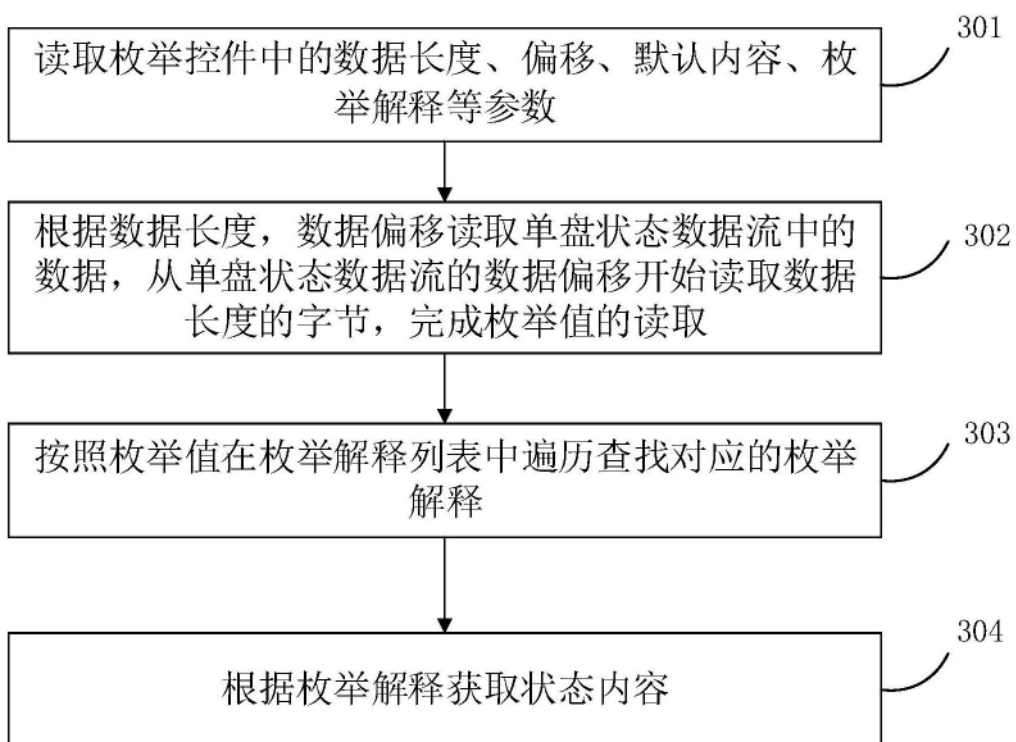 读取枚举控件中的数据长度、偏移、默认内容、枚
举解释等参数
301
根据数据长度，数据偏移读取单盘状态数据流中的
数据，从单盘状态数据流的数据偏移开始读取数据
长度的字节，完成枚举值的读取
302
按照枚举值在枚举解释列表中遍历查找对应的枚举
解释
303
根据枚举解释获取状态内容
304